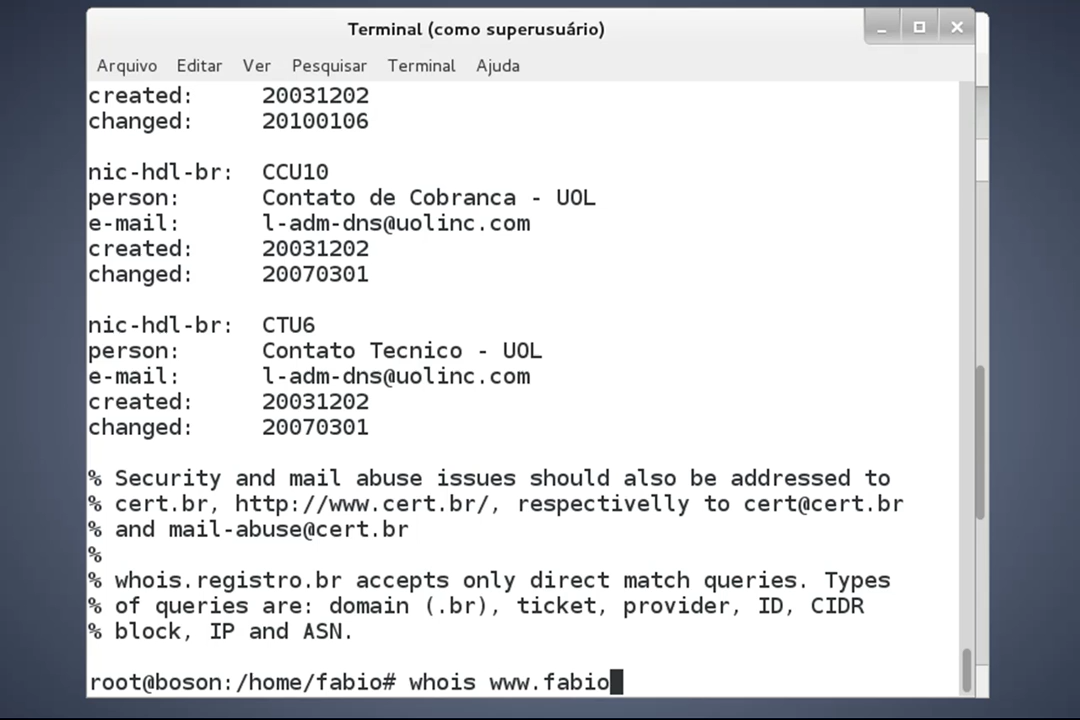 Terminal (como superusuário)
Arquivo Editar Ver Pesquisar Terminal Ajuda
created: 20031202
changed: 20100106
nic-hdl-br: CCU10
person: Contato de Cobranca - UOL
e-mail: l-adm-dns@uolinc.com
created: 20031202
changed: 20070301
nic-hdl-br: CTU6
person: Contato Tecnico - UOL
e-mail: l-adm-dns@uolinc.com
created: 20031202
changed: 20070301
% Security and mail abuse issues should also be addressed to
% cert.br, http://www.cert.br/, respectivelly to cert@cert.br
% and mail-abuse@cert.br
%
% whois.registro.br accepts only direct match queries. Types
% of queries are: domain (.br), ticket, provider, ID, CIDR
% block, IP and ASN.
root@boson:/home/fabio# whois www.fabio